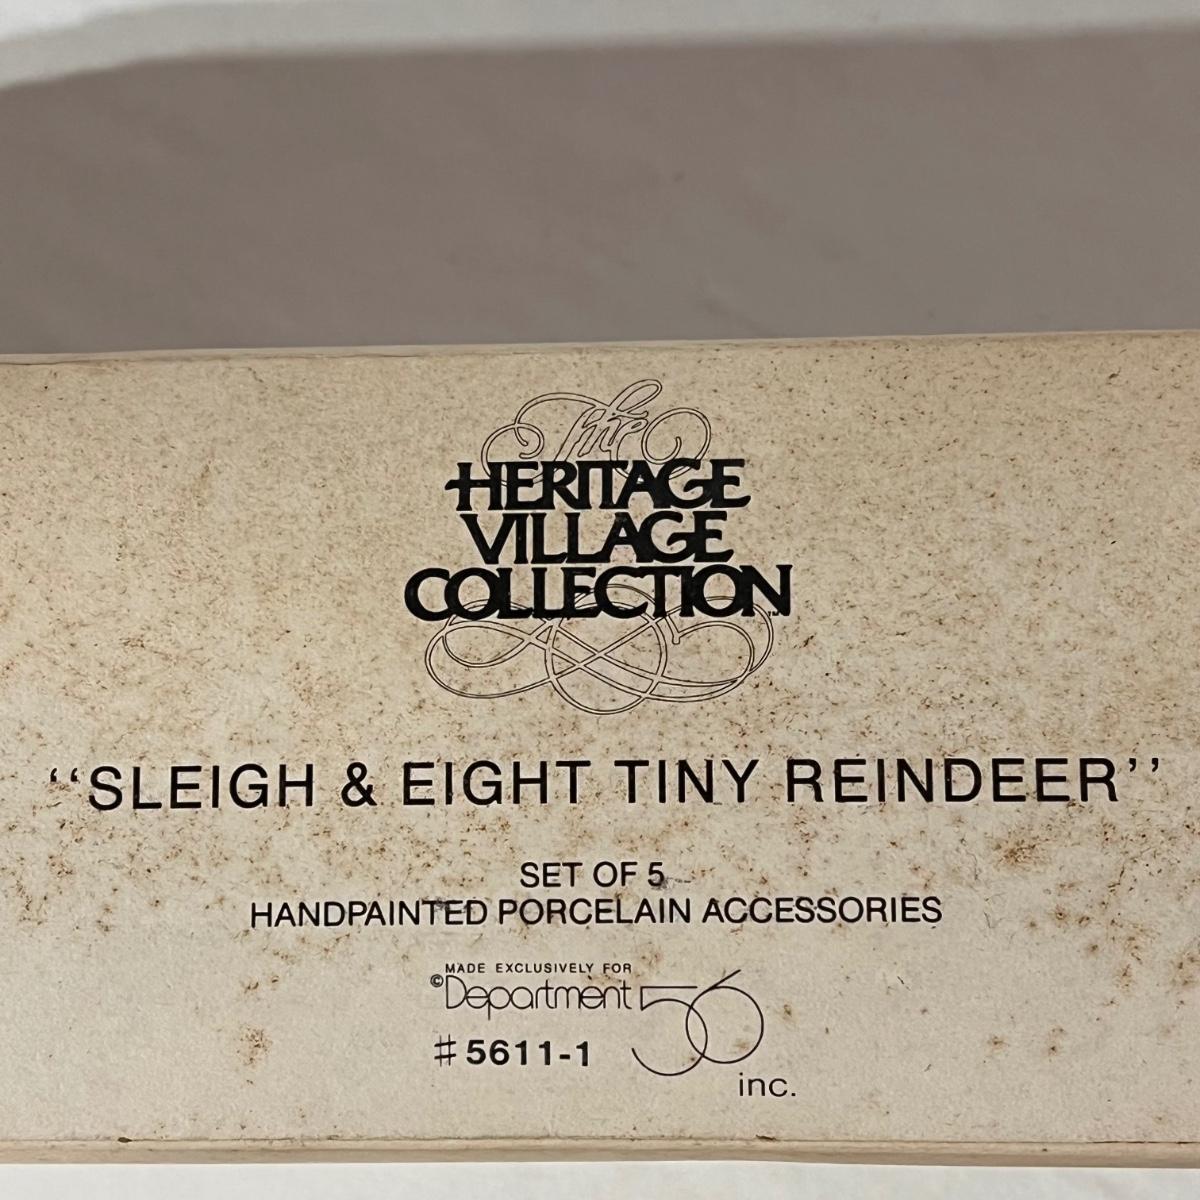 The
HERITAGE
VILLAGE
COLLECTION™
‘‘SLEIGH & EIGHT TINY REINDEER’’
SET OF 5
HANDPAINTED PORCELAIN ACCESSORIES
MADE EXCLUSIVELY FOR
©Department 56
#5611-1
inc.